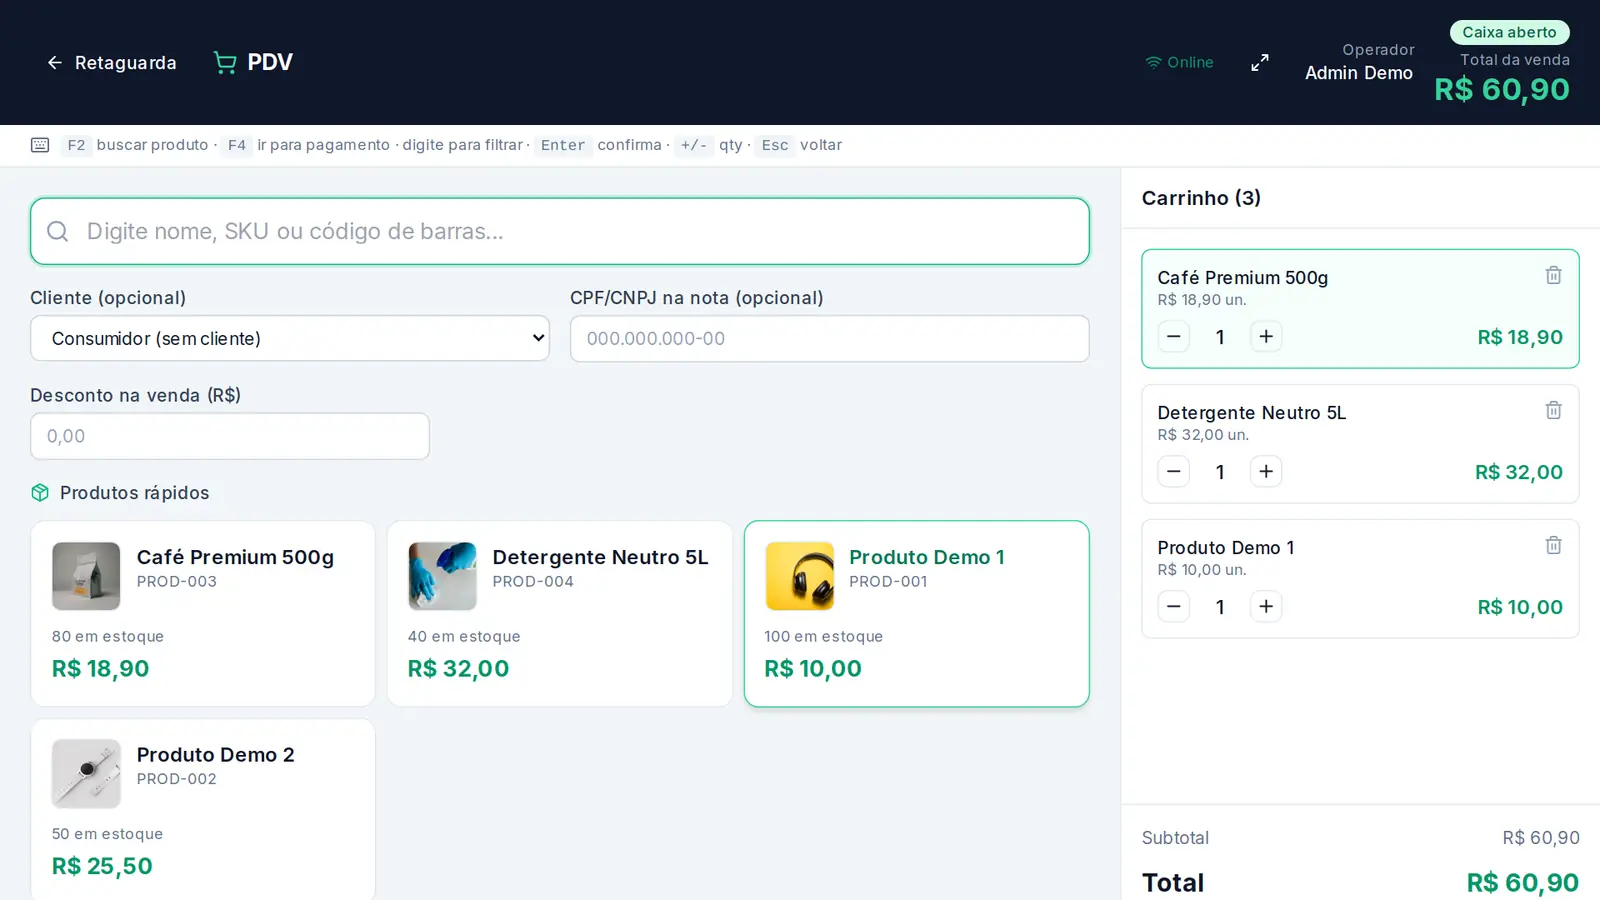 Retaguarda
PDV
Online
Operador
Admin Demo
Caixa aberto
Total da venda
R$ 60,90
F2 buscar produto · F4 ir para pagamento · digite para filtrar · Enter confirma · +/- qty · Esc voltar
Digite nome, SKU ou código de barras...
Cliente (opcional)
Consumidor (sem cliente)
CPF/CNPJ na nota (opcional)
000.000.000-00
Desconto na venda (R$)
0,00
Produtos rápidos
Café Premium 500g
PROD-003
80 em estoque
R$ 18,90
Detergente Neutro 5L
PROD-004
40 em estoque
R$ 32,00
Produto Demo 1
PROD-001
100 em estoque
R$ 10,00
Produto Demo 2
PROD-002
50 em estoque
R$ 25,50
Carrinho (3)
Café Premium 500g
R$ 18,90 un.
− 1 + R$ 18,90
Detergente Neutro 5L
R$ 32,00 un.
− 1 + R$ 32,00
Produto Demo 1
R$ 10,00 un.
− 1 + R$ 10,00
Subtotal R$ 60,90
Total R$ 60,90